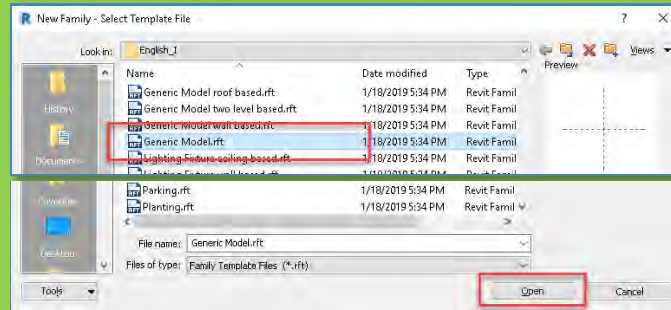 New Family - Select Template File
Look in: English_I Views
Name Date modified Type Preview
Generic Model roof based.rft 1/18/2019 5:34 PM Revit Famil
Generic Model two level based.rft 1/18/2019 5:34 PM Revit Famil
Generic Model wall based.rft 1/18/2019 5:34 PM Revit Famil
Generic Model.rft 1/18/2019 5:34 PM Revit Famil
Lighting Fixture ceiling based.rft 1/18/2019 5:34 PM Revit Famil
History
Documents
Parking.rft 1/18/2019 5:34 PM Revit Famil
Planting.rft 1/18/2019 5:34 PM Revit Famil
Favorites
Desktop
File name: Generic Model.rft
Files of type: Family Template Files (*.rft)
Tools Open Cancel